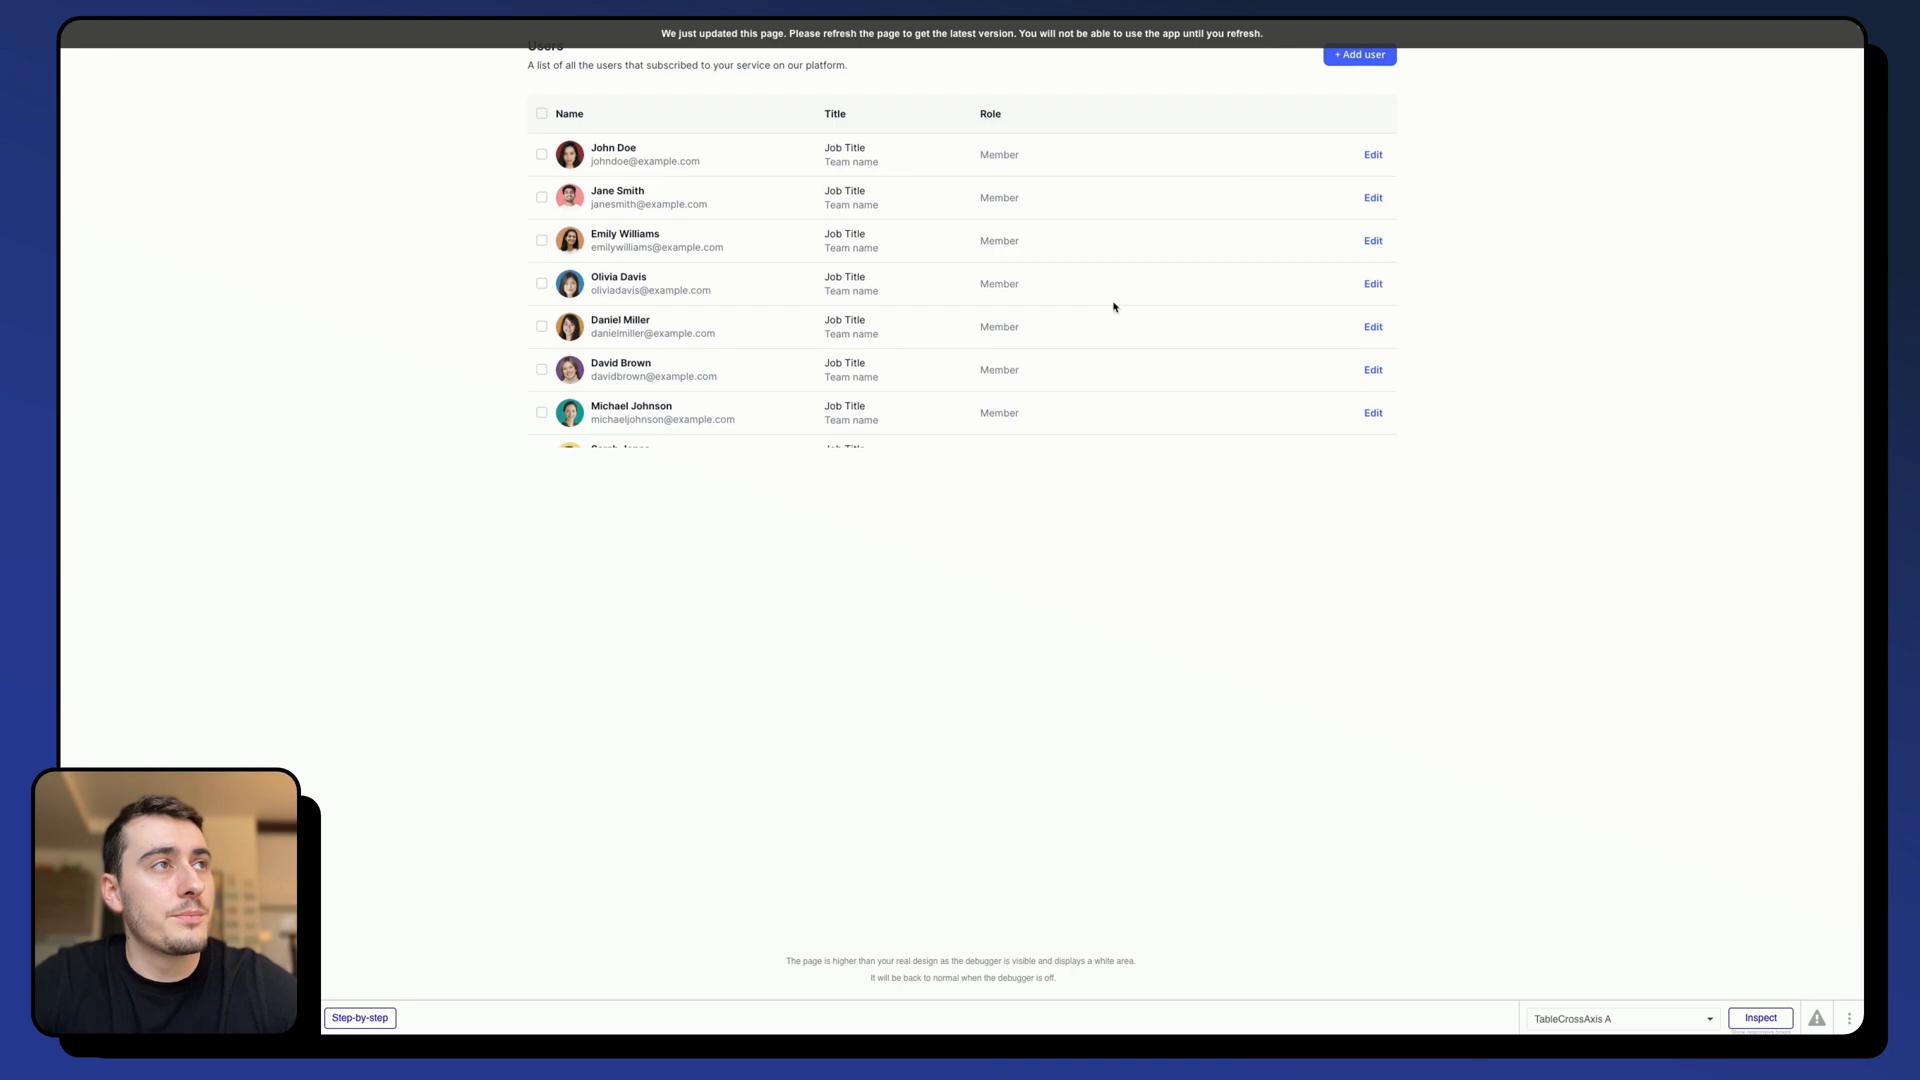 We just updated this page. Please refresh the page to get the latest version. You will not be able to use the app until you refresh.
Users
+ Add user
A list of all the users that subscribed to your service on our platform.
Name Title Role
John Doe Job Title
johndoe@example.com Team name Member Edit
Jane Smith Job Title
janesmith@example.com Team name Member Edit
Emily Williams Job Title
emilywilliams@example.com Team name Member Edit
Olivia Davis Job Title
oliviadavis@example.com Team name Member Edit
Daniel Miller Job Title
danielmiller@example.com Team name Member Edit
David Brown Job Title
davidbrown@example.com Team name Member Edit
Michael Johnson Job Title
michaeljohnson@example.com Team name Member Edit
The page is higher than your real design as the debugger is visible and displays a white area.
It will be back to normal when the debugger is off.
Step-by-step TableCrossAxis A Inspect